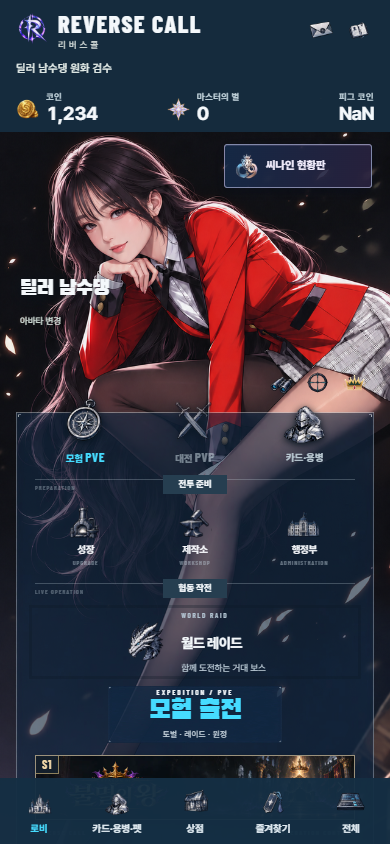 REVERSE CALL
리버스콜
딜러 남수댕 원화 검수
코인
1,234
마스터의 별
0
피그 코인
NaN
씨나인 현황판
딜러 남수댕
아바타 변경
모험 PVE
대전 PVP
카드·용병
PREPARATION
전투 준비
성장
UPGRADE
제작소
WORKSHOP
행정부
ADMINISTRATION
LIVE OPERATION
협동 작전
WORLD RAID
월드 레이드
함께 도전하는 거대 보스
EXPEDITION / PVE
모험 출전
토벌 · 레이드 · 원정
S1
로비
카드·용병·펫
상점
즐겨찾기
전체